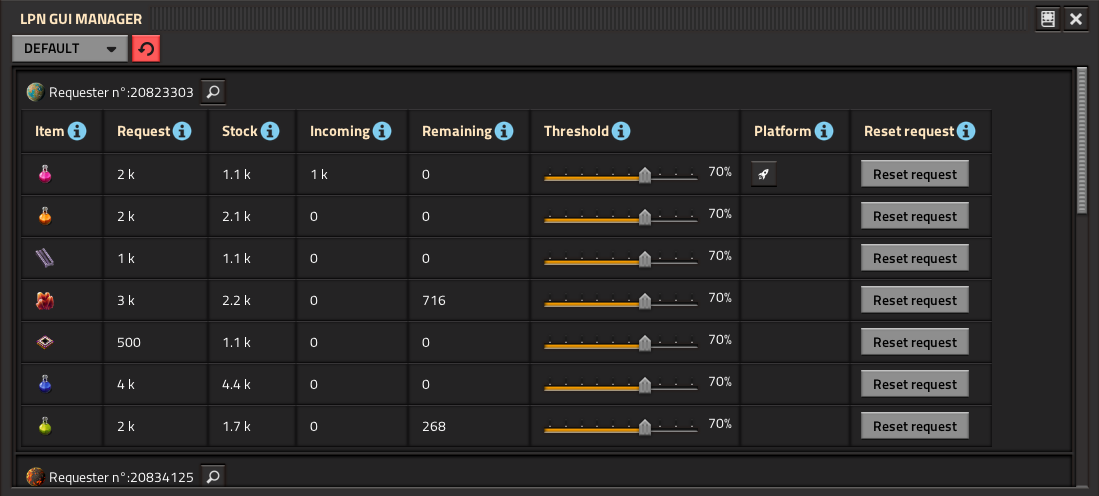 LPN GUI MANAGER
DEFAULT
Requester n°:20823303
Item Request Stock Incoming Remaining Threshold Platform Reset request
2 k 1.1 k 1 k 0 70% Reset request
2 k 2.1 k 0 0 70% Reset request
1 k 1.1 k 0 0 70% Reset request
3 k 2.2 k 0 716 70% Reset request
500 1.1 k 0 0 70% Reset request
4 k 4.4 k 0 0 70% Reset request
2 k 1.7 k 0 268 70% Reset request
Requester n°:20834125